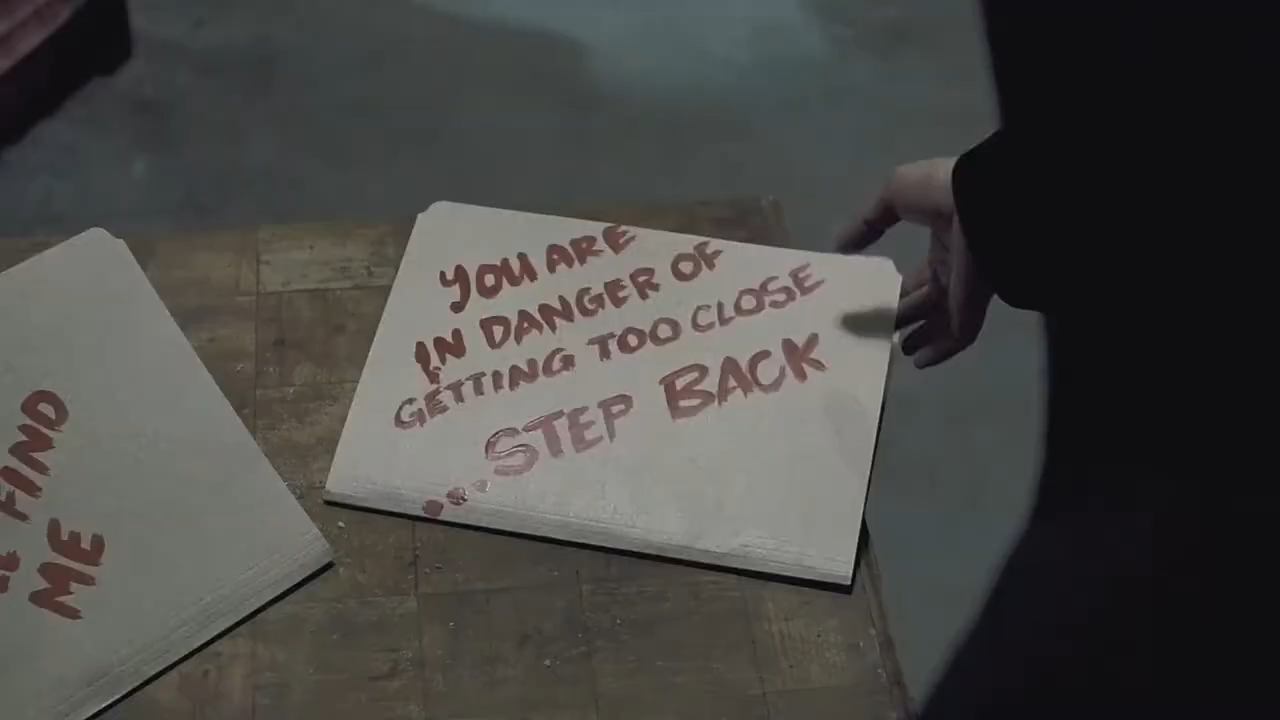 FIND
ME
YOU ARE
IN DANGER OF
GETTING TOO CLOSE
...STEP BACK